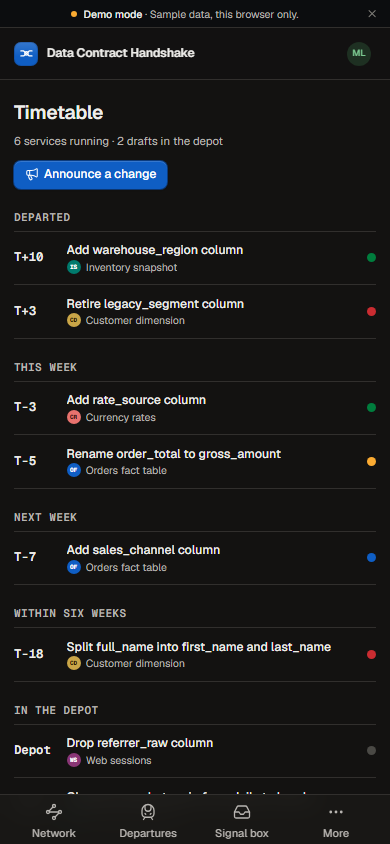 Demo mode · Sample data, this browser only.
Data Contract Handshake
ML
Timetable
6 services running · 2 drafts in the depot
Announce a change
DEPARTED
T+10
Add warehouse_region column
IS
Inventory snapshot
T+3
Retire legacy_segment column
CD
Customer dimension
THIS WEEK
T-3
Add rate_source column
CR
Currency rates
T-5
Rename order_total to gross_amount
OF
Orders fact table
NEXT WEEK
T-7
Add sales_channel column
OF
Orders fact table
WITHIN SIX WEEKS
T-18
Split full_name into first_name and last_name
CD
Customer dimension
IN THE DEPOT
Depot
Drop referrer_raw column
WS
Web sessions
Network
Departures
Signal box
More